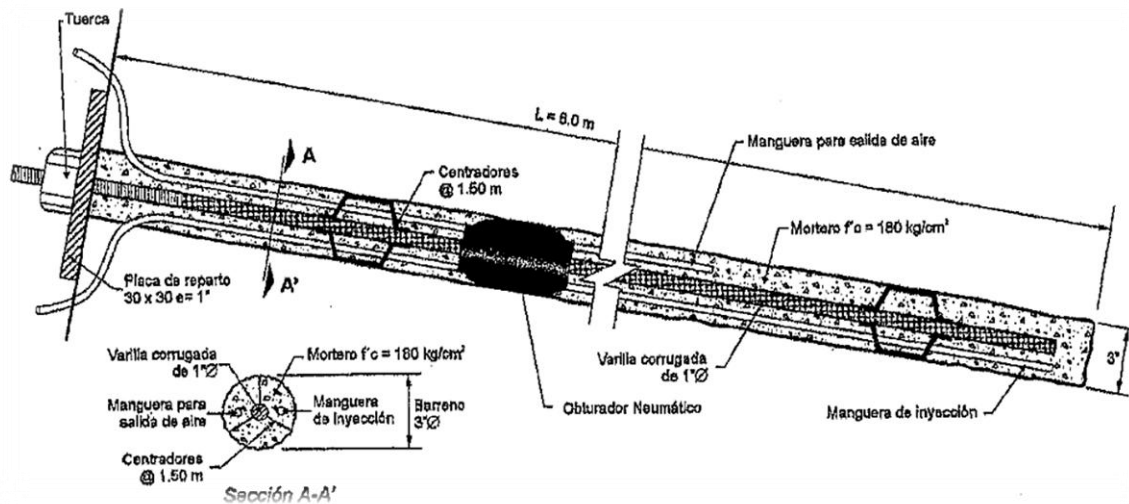 Tuerca
L = 6.0 m
Manguera para salida de aire
A
Centradores
@ 1.50 m
Mortero f'c = 180 kg/cm²
Placa de reparto
30 x 30 e= 1"
A'
Varilla corrugada
de 1"Ø
Mortero f'c = 180 kg/cm²
Varilla corrugada
de 1"Ø
3"
Manguera para
salida de aire
Manguera
de inyección
Barreno
3"Ø
Obturador Neumático
Manguera de inyección
Centradores
@ 1.50 m
Sección A-A'